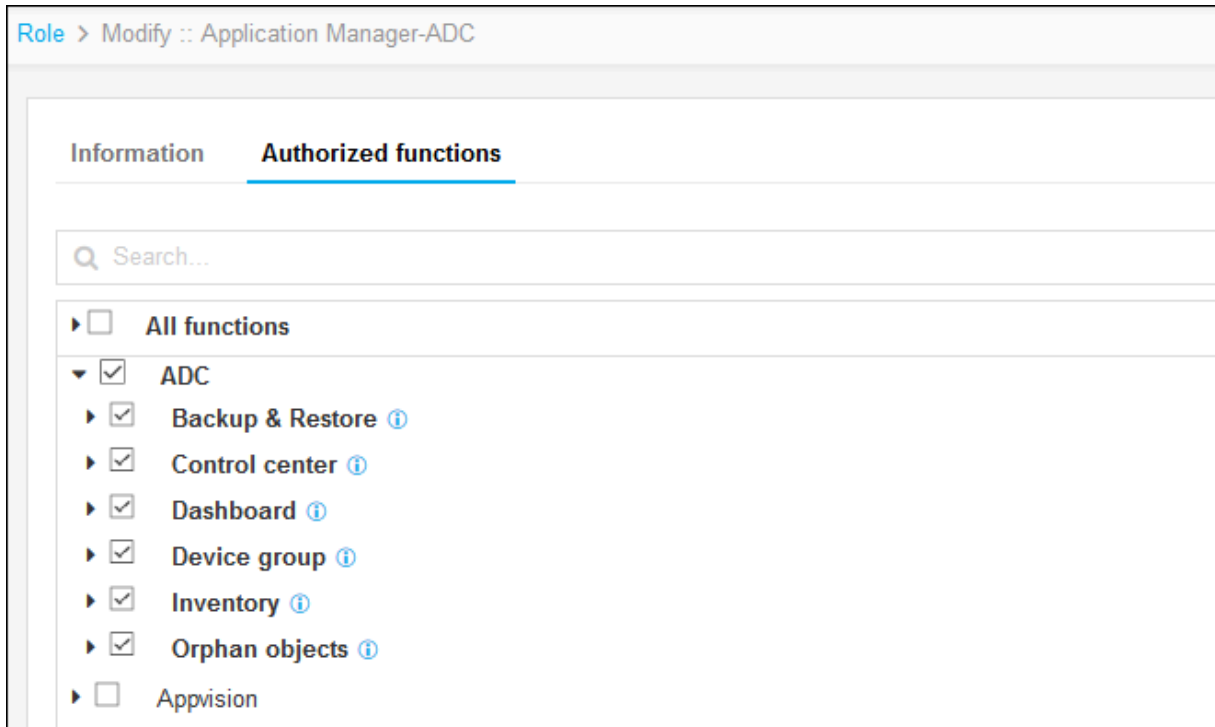 Role > Modify :: Application Manager-ADC
Information Authorized functions
Search...
All functions
ADC
Backup & Restore
Control center
Dashboard
Device group
Inventory
Orphan objects
Appvision